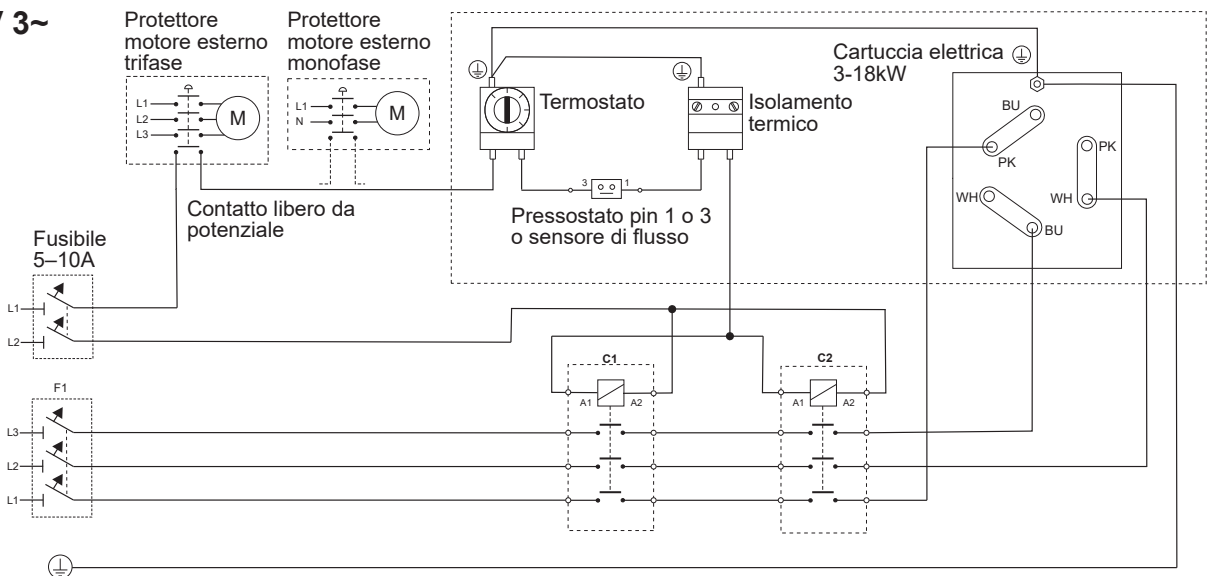 / 3~
Protettore
motore esterno
trifase
Protettore
motore esterno
monofase
L1
L2
L3
M
L1
N
M
Termostato
Isolamento
termico
Cartuccia elettrica
3-18kW
BU
PK
PK
WH
WH
BU
3
1
Pressostato pin 1 o 3
o sensore di flusso
Contatto libero da
potenziale
Fusibile
5–10A
L1
L2
F1
L3
L2
L1
C1
A1
A2
C2
A1
A2